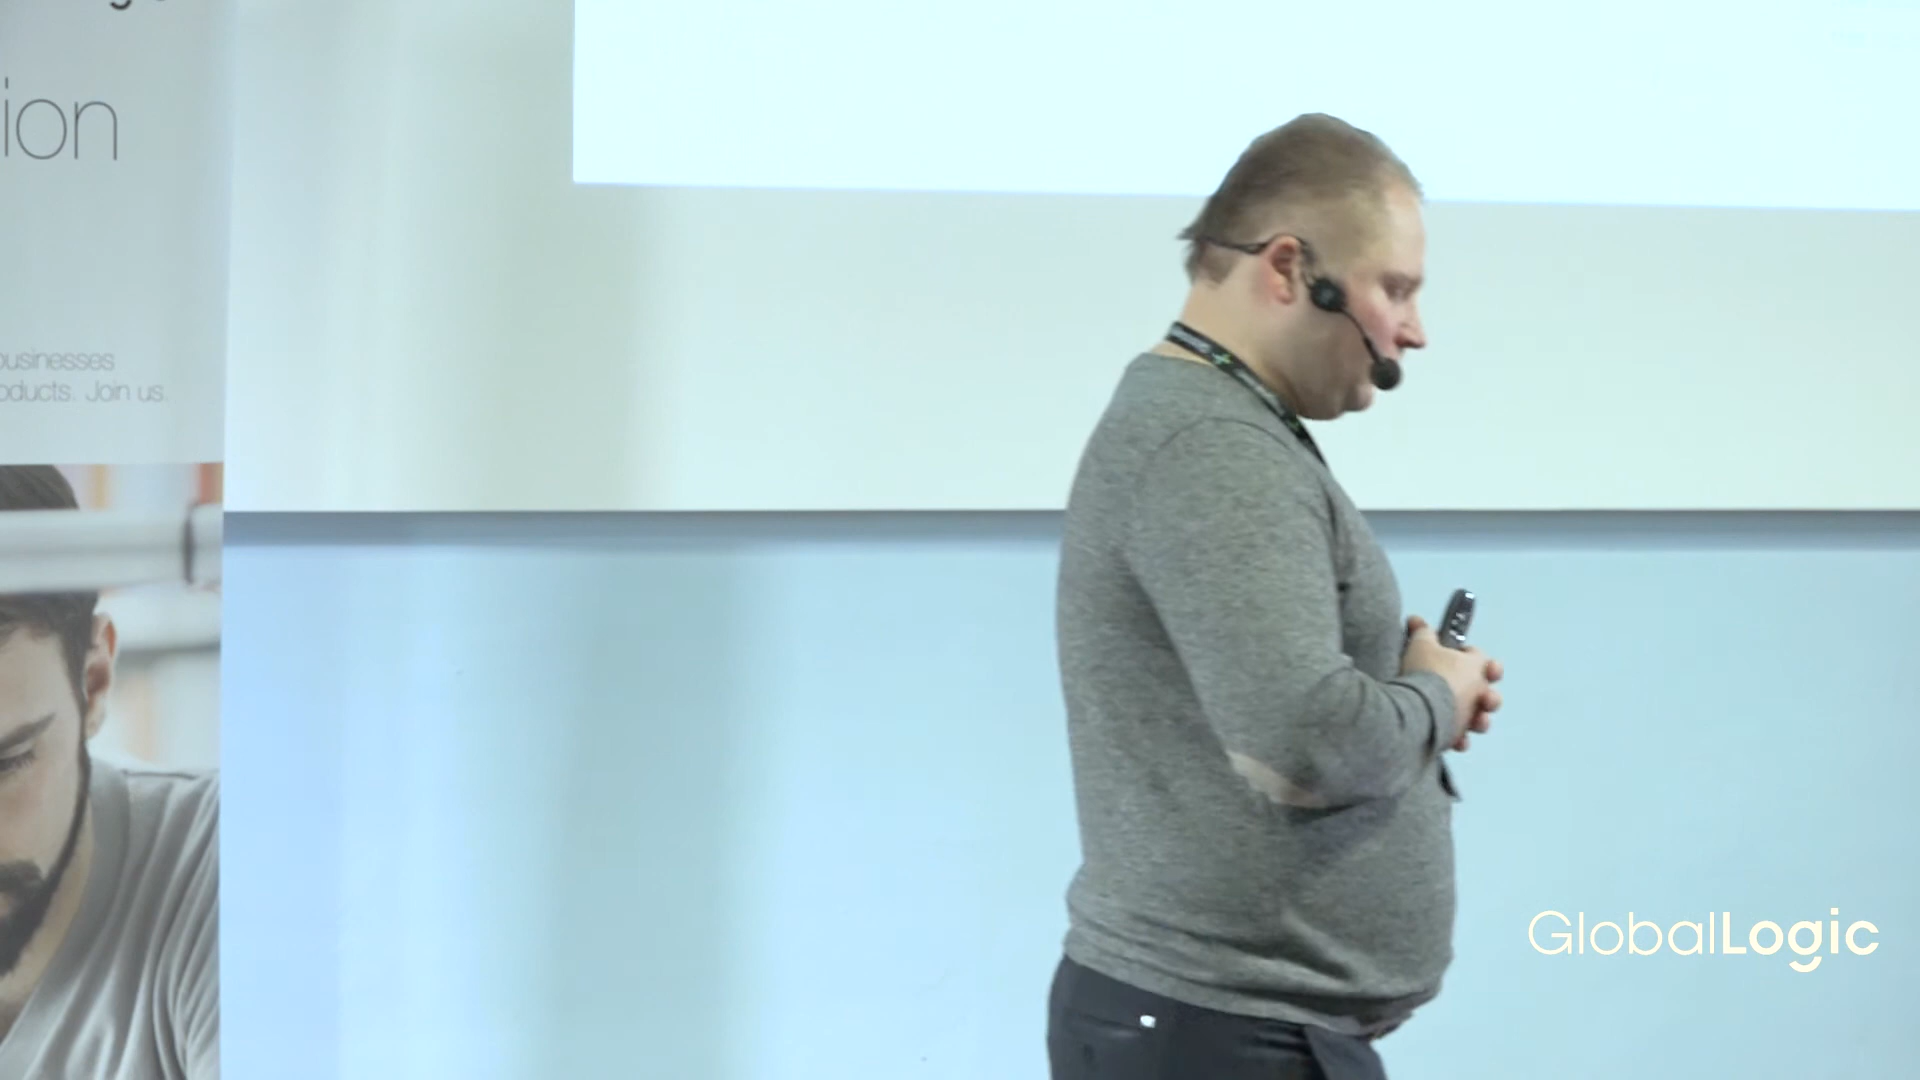 ion
businesses
oducts. Join us.
GlobalLogic